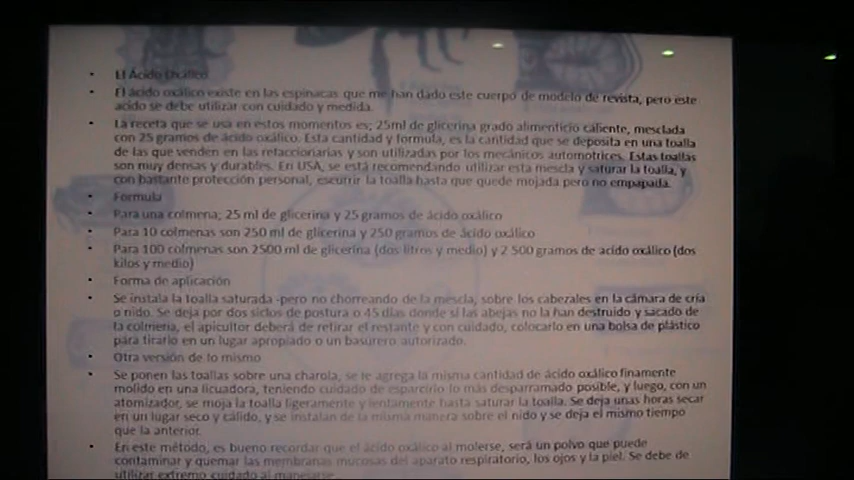 • El Ácido Oxálico
• El ácido oxálico existe en las espinacas que me han dado este cuerpo de modelo de revista, pero este
acido se debe utilizar con cuidado y medida.
• La receta que se usa en estos momentos es; 25ml de glicerina grado alimenticio caliente, mesclada
con 25 gramos de ácido oxálico. Esta cantidad y formula, es la cantidad que se deposita en una toalla
de las que venden en las refaccionarias y son utilizadas por los mecánicos automotrices. Estas toallas
son muy densas y durables. En USA, se está recomendando utilizar esta mescla y saturar la toalla, y
con bastante protección personal, escurrir la toalla hasta que quede mojada pero no empapada.
• Formula
• Para una colmena; 25 ml de glicerina y 25 gramos de ácido oxálico
• Para 10 colmenas son 250 ml de glicerina y 250 gramos de ácido oxálico
• Para 100 colmenas son 2500 ml de glicerina (dos litros y medio) y 2 500 gramos de acido oxálico (dos
kilos y medio)
• Forma de aplicación
• Se instala la toalla saturada -pero no chorreando de la mescla, sobre los cabezales en la cámara de cría
o nido. Se deja por dos siclos de postura o 45 días donde si las abejas no la han destruido y sacado de
la colmena, el apicultor deberá de retirar el restante y con cuidado, colocarlo en una bolsa de plástico
para tirarlo en un lugar apropiado o un basurero autorizado.
• Otra versión de lo mismo
• Se ponen las toallas sobre una charola, se le agrega la misma cantidad de ácido oxálico finamente
molido en una licuadora, teniendo cuidado de esparcirlo lo más desparramado posible, y luego, con un
atomizador, se moja la toalla ligeramente y lentamente hasta saturar la toalla. Se deja unas horas secar
en un lugar seco y cálido, y se instalan de la misma manera sobre el nido y se deja el mismo tiempo
que la anterior.
• En este método, es bueno recordar que el ácido oxálico al molerse, será un polvo que puede
contaminar y quemar las membranas mucosas del aparato respiratorio, los ojos y la piel. Se debe de
utilizar extremo cuidado al manejarse